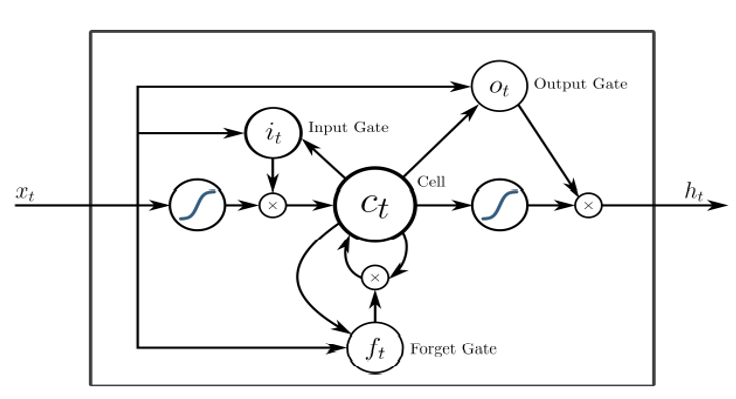 o_t Output Gate
i_t Input Gate
Cell
x_t
×
c_t
×
h_t
×
f_t Forget Gate